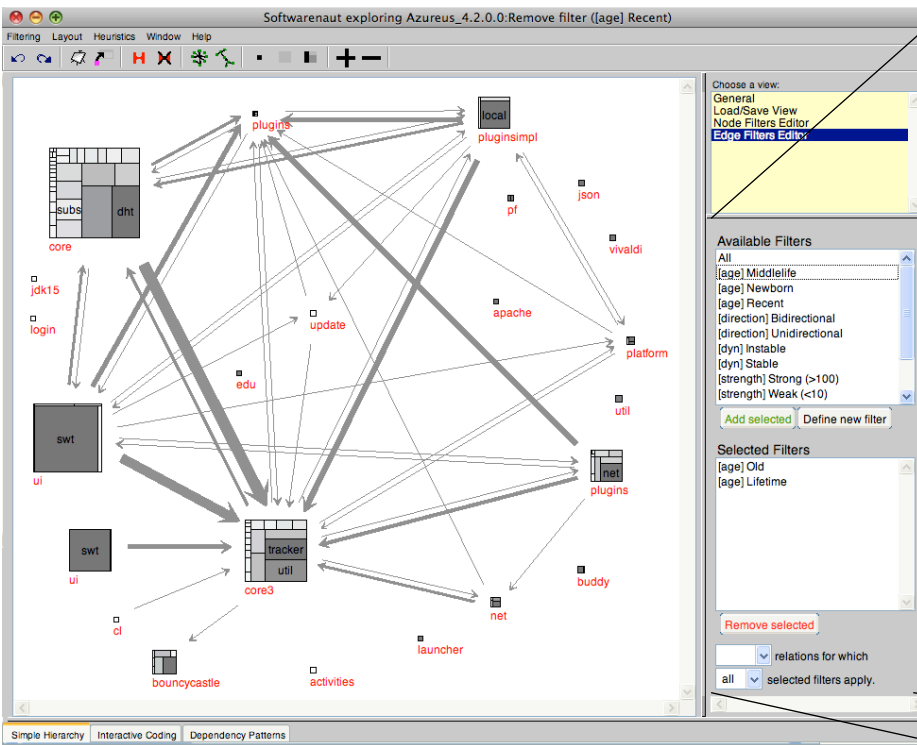 Softwarenaut exploring Azureus_4.2.0.0:Remove filter ([age] Recent)
Filtering Layout Heuristics Window Help
H
plugins
local
pluginsimpl
subs
dht
core
json
pf
vivaldi
jdk15
login
update
apache
platform
edu
util
swt
ui
net
plugins
swt
ui
tracker
util
core3
buddy
net
cl
launcher
bouncycastle
activities
Choose a view:
General
Load/Save View
Node Filters Editor
Edge Filters Editor
Available Filters
All
[age] Middlelife
[age] Newborn
[age] Recent
[direction] Bidirectional
[direction] Unidirectional
[dyn] Instable
[dyn] Stable
[strength] Strong (>100)
[strength] Weak (<10)
Add selected Define new filter
Selected Filters
[age] Old
[age] Lifetime
Remove selected
relations for which
all selected filters apply.
Simple Hierarchy Interactive Coding Dependency Patterns